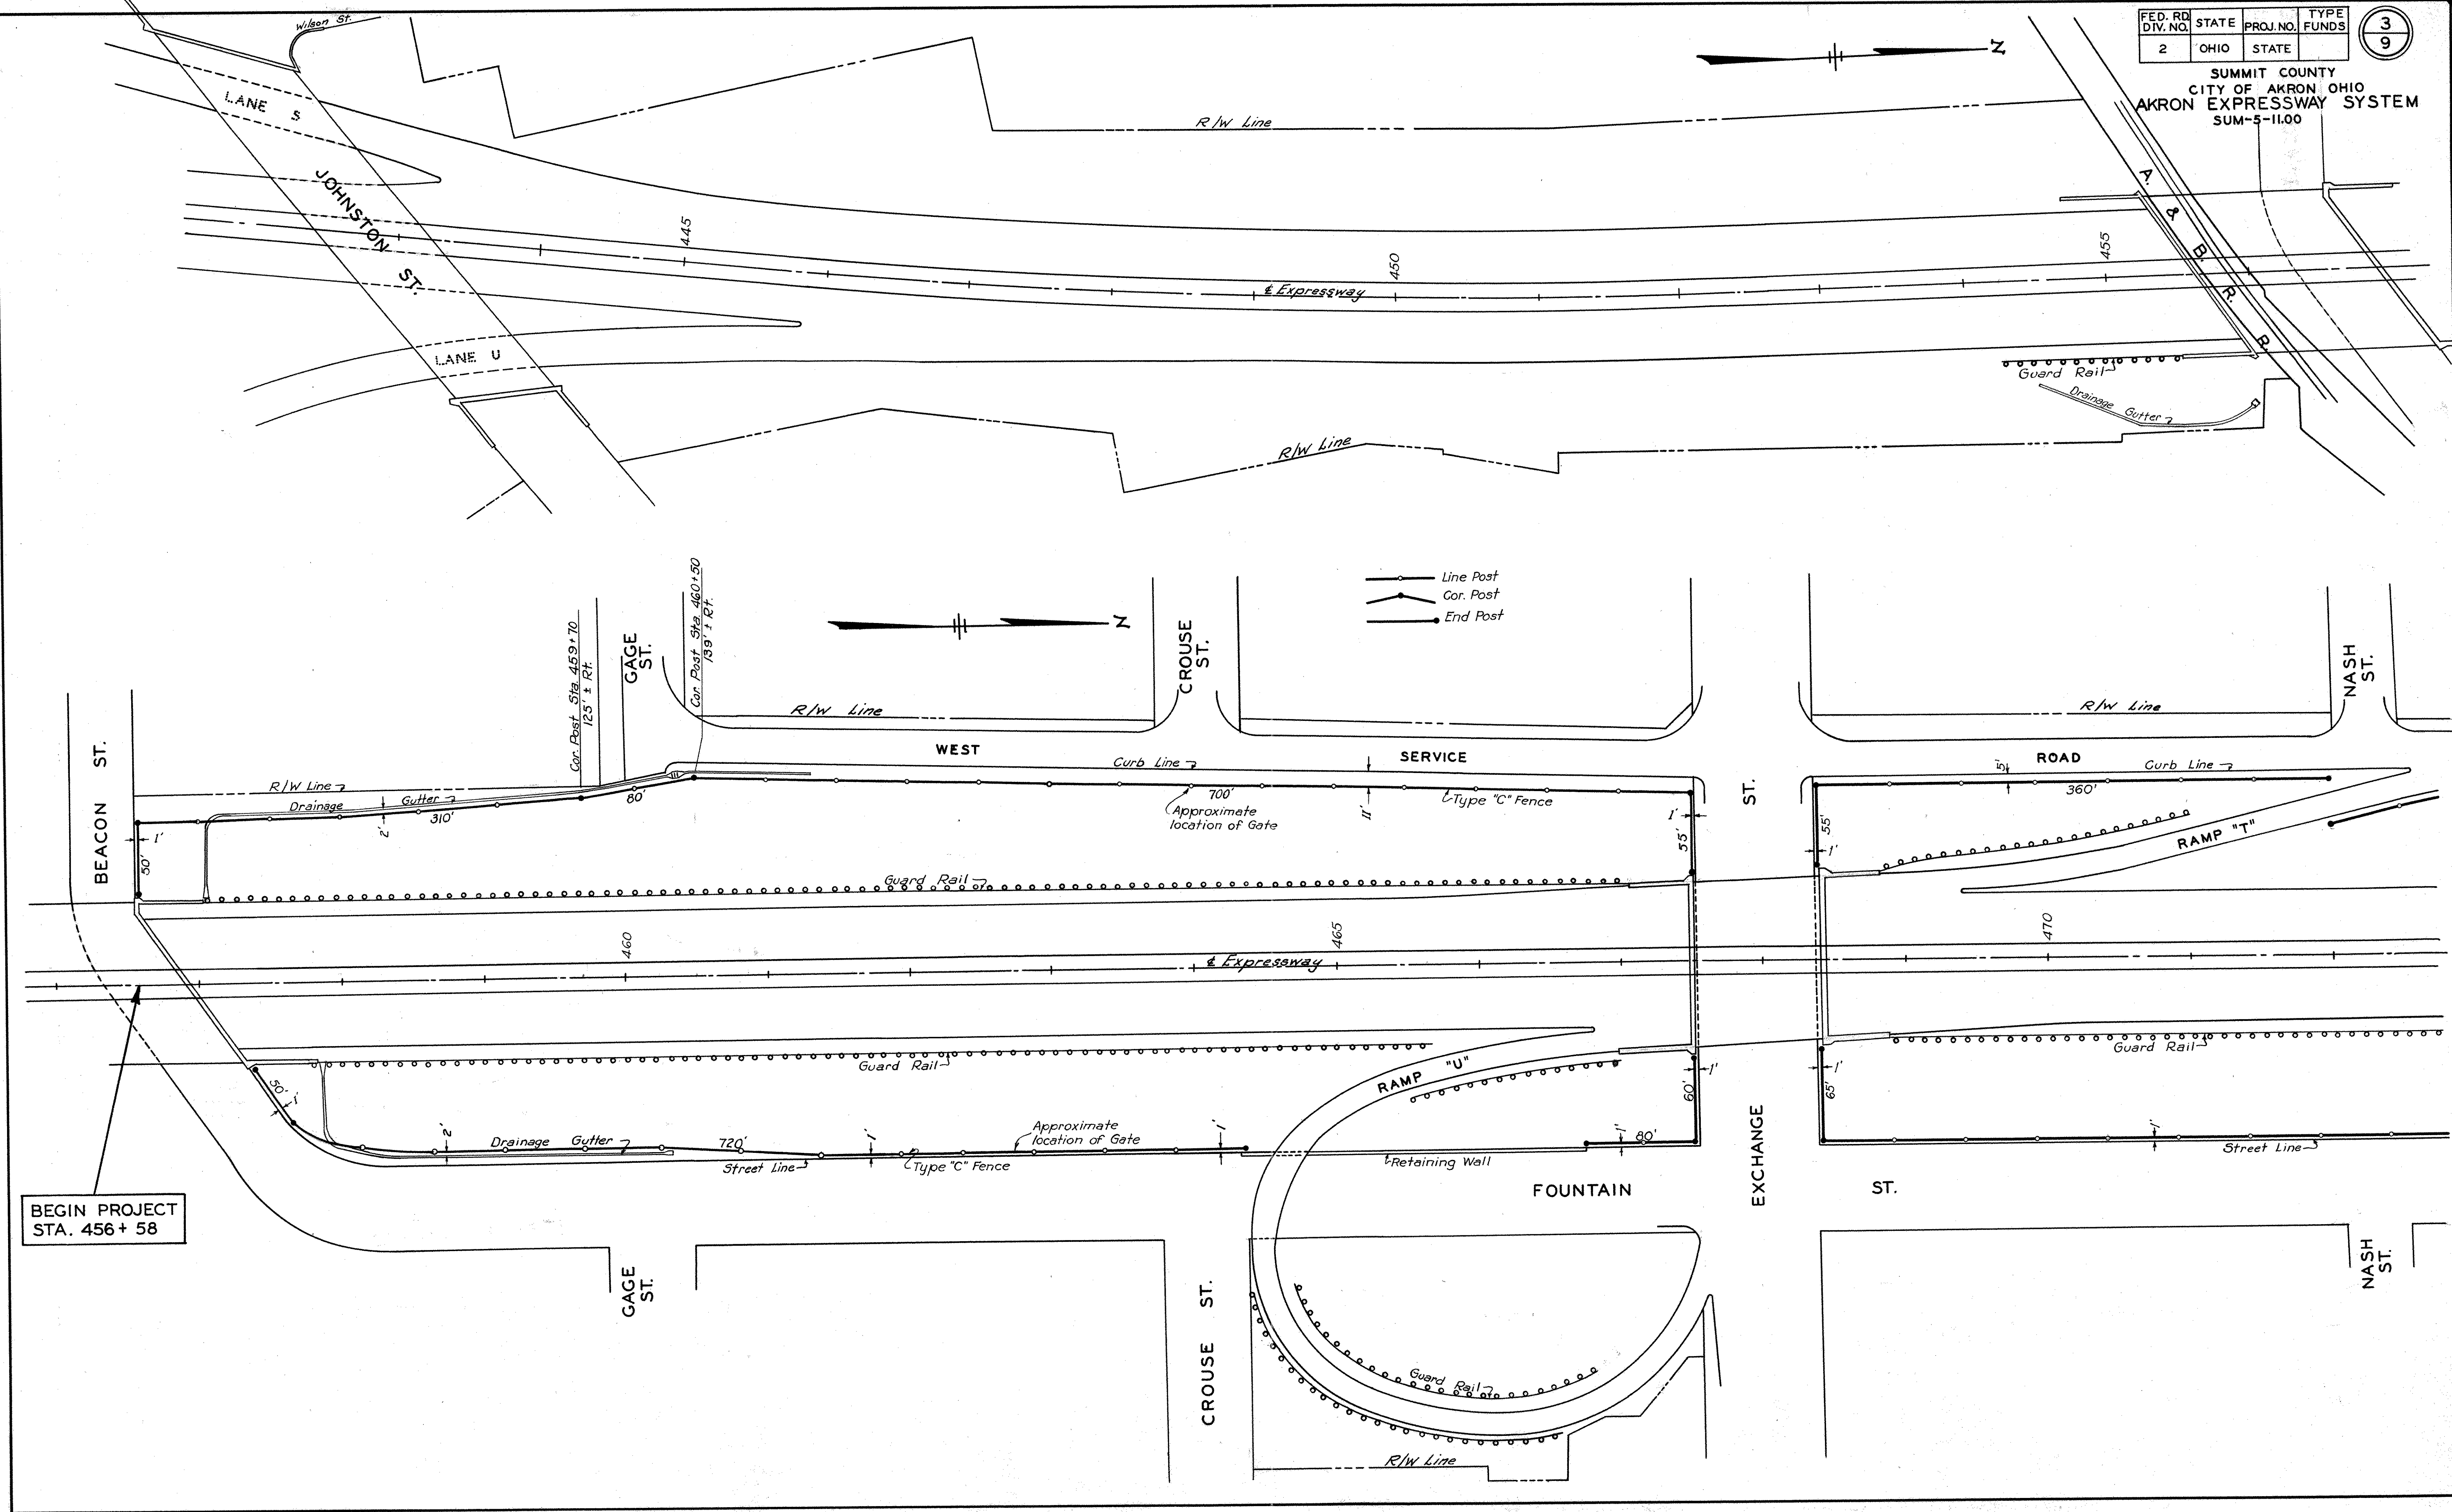 FED. RD. DIV. NO.
STATE
PROJ. NO.
TYPE FUNDS
2
OHIO
STATE
3
9
SUMMIT COUNTY
CITY OF AKRON OHIO
AKRON EXPRESSWAY SYSTEM
SUM-5-11.00
Wilson St.
N
LANE S
R/W Line
JOHNSTON ST.
A. & B. R. R.
445
450
455
℄ Expressway
LANE U
Guard Rail
Drainage Gutter
R/W Line
Line Post
Cor. Post
End Post
Cor. Post Sta. 459+70
125' ± Rt.
GAGE
ST.
Cor. Post Sta. 460+50
139' ± Rt.
N
CROUSE
ST.
NASH
ST.
R/W Line
R/W Line
BEACON ST.
WEST SERVICE ROAD
Curb Line
Curb Line
R/W Line
Drainage Gutter
80'
700'
Type "C" Fence
Approximate
location of Gate
11'
5'
360'
310'
2'
1'
50'
1'
55'
ST.
55'
1'
RAMP "T"
Guard Rail
460
465
470
℄ Expressway
Guard Rail
RAMP "U"
Guard Rail
50'
1'
60'
1'
1'
65'
2'
Drainage Gutter
720'
1'
Approximate
location of Gate
1'
1'
80'
1'
Street Line
Type "C" Fence
Retaining Wall
Street Line
FOUNTAIN ST.
EXCHANGE
BEGIN PROJECT
STA. 456+58
GAGE
ST.
CROUSE ST.
NASH
ST.
Guard Rail
R/W Line